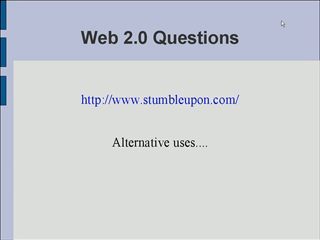 Web 2.0 Questions
http://www.stumbleupon.com/
Alternative uses....